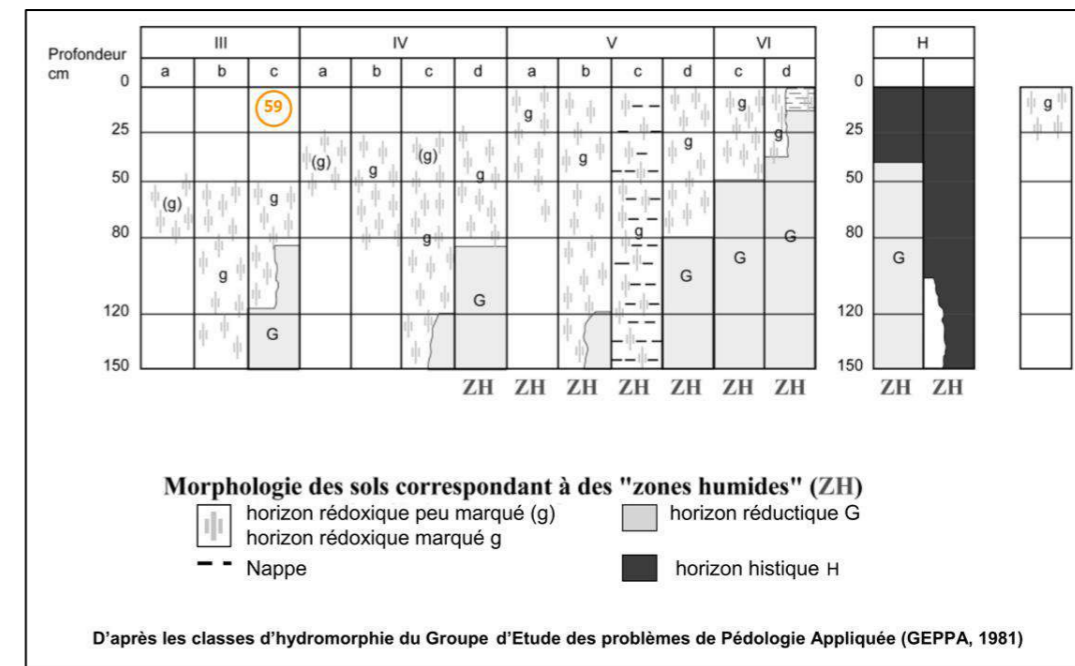 Profondeur
cm
III IV V VI H
a b c a b c d a b c d c d
0 0
59
g g g
25 25
(g) g (g) g g g g
50 50
(g) g
g g
80 80
g G G G G
G
120 120
G
150 150
ZH ZH ZH ZH ZH ZH ZH ZH ZH
Morphologie des sols correspondant à des "zones humides" (ZH)
horizon rédoxique peu marqué (g)
horizon rédoxique marqué g
horizon réductique G
Nappe
horizon histique H
D'après les classes d'hydromorphie du Groupe d'Etude des problèmes de Pédologie Appliquée (GEPPA, 1981)